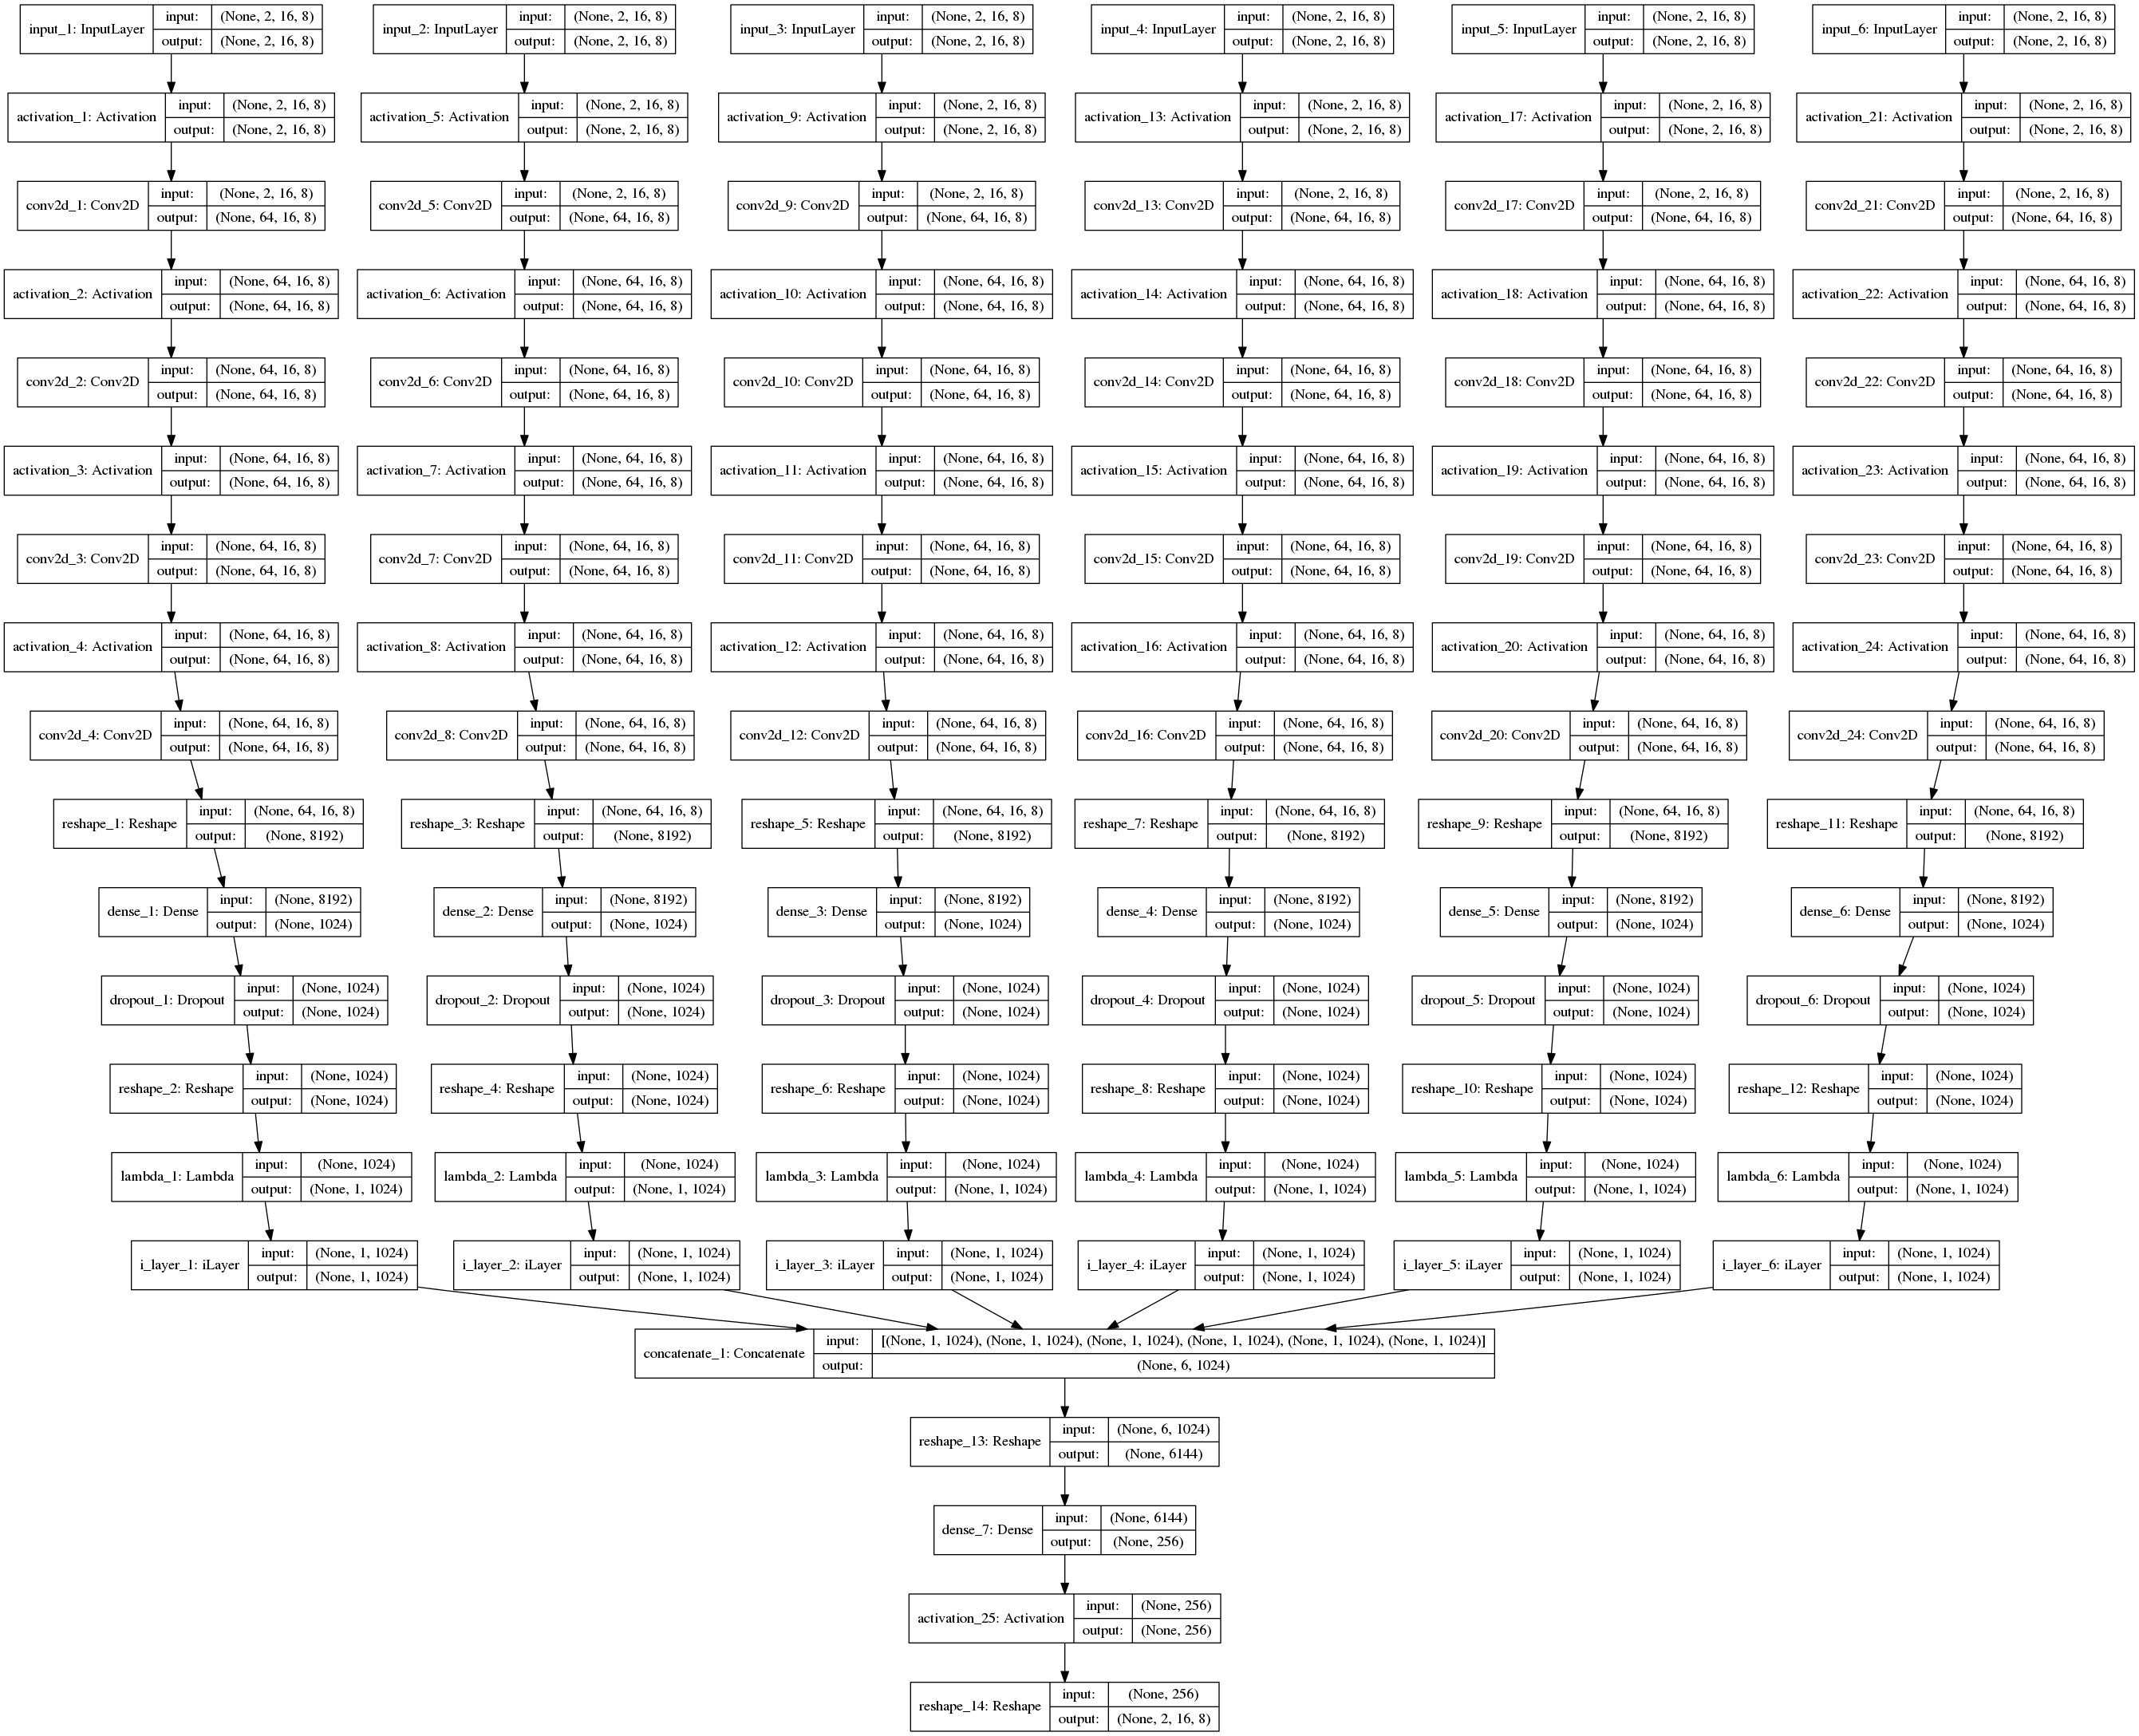 input_1: InputLayer input: (None, 2, 16, 8)
output: (None, 2, 16, 8)
input_2: InputLayer input: (None, 2, 16, 8)
output: (None, 2, 16, 8)
input_3: InputLayer input: (None, 2, 16, 8)
output: (None, 2, 16, 8)
input_4: InputLayer input: (None, 2, 16, 8)
output: (None, 2, 16, 8)
input_5: InputLayer input: (None, 2, 16, 8)
output: (None, 2, 16, 8)
input_6: InputLayer input: (None, 2, 16, 8)
output: (None, 2, 16, 8)
activation_1: Activation input: (None, 2, 16, 8)
output: (None, 2, 16, 8)
activation_5: Activation input: (None, 2, 16, 8)
output: (None, 2, 16, 8)
activation_9: Activation input: (None, 2, 16, 8)
output: (None, 2, 16, 8)
activation_13: Activation input: (None, 2, 16, 8)
output: (None, 2, 16, 8)
activation_17: Activation input: (None, 2, 16, 8)
output: (None, 2, 16, 8)
activation_21: Activation input: (None, 2, 16, 8)
output: (None, 2, 16, 8)
conv2d_1: Conv2D input: (None, 2, 16, 8)
output: (None, 64, 16, 8)
conv2d_5: Conv2D input: (None, 2, 16, 8)
output: (None, 64, 16, 8)
conv2d_9: Conv2D input: (None, 2, 16, 8)
output: (None, 64, 16, 8)
conv2d_13: Conv2D input: (None, 2, 16, 8)
output: (None, 64, 16, 8)
conv2d_17: Conv2D input: (None, 2, 16, 8)
output: (None, 64, 16, 8)
conv2d_21: Conv2D input: (None, 2, 16, 8)
output: (None, 64, 16, 8)
activation_2: Activation input: (None, 64, 16, 8)
output: (None, 64, 16, 8)
activation_6: Activation input: (None, 64, 16, 8)
output: (None, 64, 16, 8)
activation_10: Activation input: (None, 64, 16, 8)
output: (None, 64, 16, 8)
activation_14: Activation input: (None, 64, 16, 8)
output: (None, 64, 16, 8)
activation_18: Activation input: (None, 64, 16, 8)
output: (None, 64, 16, 8)
activation_22: Activation input: (None, 64, 16, 8)
output: (None, 64, 16, 8)
conv2d_2: Conv2D input: (None, 64, 16, 8)
output: (None, 64, 16, 8)
conv2d_6: Conv2D input: (None, 64, 16, 8)
output: (None, 64, 16, 8)
conv2d_10: Conv2D input: (None, 64, 16, 8)
output: (None, 64, 16, 8)
conv2d_14: Conv2D input: (None, 64, 16, 8)
output: (None, 64, 16, 8)
conv2d_18: Conv2D input: (None, 64, 16, 8)
output: (None, 64, 16, 8)
conv2d_22: Conv2D input: (None, 64, 16, 8)
output: (None, 64, 16, 8)
activation_3: Activation input: (None, 64, 16, 8)
output: (None, 64, 16, 8)
activation_7: Activation input: (None, 64, 16, 8)
output: (None, 64, 16, 8)
activation_11: Activation input: (None, 64, 16, 8)
output: (None, 64, 16, 8)
activation_15: Activation input: (None, 64, 16, 8)
output: (None, 64, 16, 8)
activation_19: Activation input: (None, 64, 16, 8)
output: (None, 64, 16, 8)
activation_23: Activation input: (None, 64, 16, 8)
output: (None, 64, 16, 8)
conv2d_3: Conv2D input: (None, 64, 16, 8)
output: (None, 64, 16, 8)
conv2d_7: Conv2D input: (None, 64, 16, 8)
output: (None, 64, 16, 8)
conv2d_11: Conv2D input: (None, 64, 16, 8)
output: (None, 64, 16, 8)
conv2d_15: Conv2D input: (None, 64, 16, 8)
output: (None, 64, 16, 8)
conv2d_19: Conv2D input: (None, 64, 16, 8)
output: (None, 64, 16, 8)
conv2d_23: Conv2D input: (None, 64, 16, 8)
output: (None, 64, 16, 8)
activation_4: Activation input: (None, 64, 16, 8)
output: (None, 64, 16, 8)
activation_8: Activation input: (None, 64, 16, 8)
output: (None, 64, 16, 8)
activation_12: Activation input: (None, 64, 16, 8)
output: (None, 64, 16, 8)
activation_16: Activation input: (None, 64, 16, 8)
output: (None, 64, 16, 8)
activation_20: Activation input: (None, 64, 16, 8)
output: (None, 64, 16, 8)
activation_24: Activation input: (None, 64, 16, 8)
output: (None, 64, 16, 8)
conv2d_4: Conv2D input: (None, 64, 16, 8)
output: (None, 64, 16, 8)
conv2d_8: Conv2D input: (None, 64, 16, 8)
output: (None, 64, 16, 8)
conv2d_12: Conv2D input: (None, 64, 16, 8)
output: (None, 64, 16, 8)
conv2d_16: Conv2D input: (None, 64, 16, 8)
output: (None, 64, 16, 8)
conv2d_20: Conv2D input: (None, 64, 16, 8)
output: (None, 64, 16, 8)
conv2d_24: Conv2D input: (None, 64, 16, 8)
output: (None, 64, 16, 8)
reshape_1: Reshape input: (None, 64, 16, 8)
output: (None, 8192)
reshape_3: Reshape input: (None, 64, 16, 8)
output: (None, 8192)
reshape_5: Reshape input: (None, 64, 16, 8)
output: (None, 8192)
reshape_7: Reshape input: (None, 64, 16, 8)
output: (None, 8192)
reshape_9: Reshape input: (None, 64, 16, 8)
output: (None, 8192)
reshape_11: Reshape input: (None, 64, 16, 8)
output: (None, 8192)
dense_1: Dense input: (None, 8192)
output: (None, 1024)
dense_2: Dense input: (None, 8192)
output: (None, 1024)
dense_3: Dense input: (None, 8192)
output: (None, 1024)
dense_4: Dense input: (None, 8192)
output: (None, 1024)
dense_5: Dense input: (None, 8192)
output: (None, 1024)
dense_6: Dense input: (None, 8192)
output: (None, 1024)
dropout_1: Dropout input: (None, 1024)
output: (None, 1024)
dropout_2: Dropout input: (None, 1024)
output: (None, 1024)
dropout_3: Dropout input: (None, 1024)
output: (None, 1024)
dropout_4: Dropout input: (None, 1024)
output: (None, 1024)
dropout_5: Dropout input: (None, 1024)
output: (None, 1024)
dropout_6: Dropout input: (None, 1024)
output: (None, 1024)
reshape_2: Reshape input: (None, 1024)
output: (None, 1024)
reshape_4: Reshape input: (None, 1024)
output: (None, 1024)
reshape_6: Reshape input: (None, 1024)
output: (None, 1024)
reshape_8: Reshape input: (None, 1024)
output: (None, 1024)
reshape_10: Reshape input: (None, 1024)
output: (None, 1024)
reshape_12: Reshape input: (None, 1024)
output: (None, 1024)
lambda_1: Lambda input: (None, 1024)
output: (None, 1, 1024)
lambda_2: Lambda input: (None, 1024)
output: (None, 1, 1024)
lambda_3: Lambda input: (None, 1024)
output: (None, 1, 1024)
lambda_4: Lambda input: (None, 1024)
output: (None, 1, 1024)
lambda_5: Lambda input: (None, 1024)
output: (None, 1, 1024)
lambda_6: Lambda input: (None, 1024)
output: (None, 1, 1024)
i_layer_1: iLayer input: (None, 1, 1024)
output: (None, 1, 1024)
i_layer_2: iLayer input: (None, 1, 1024)
output: (None, 1, 1024)
i_layer_3: iLayer input: (None, 1, 1024)
output: (None, 1, 1024)
i_layer_4: iLayer input: (None, 1, 1024)
output: (None, 1, 1024)
i_layer_5: iLayer input: (None, 1, 1024)
output: (None, 1, 1024)
i_layer_6: iLayer input: (None, 1, 1024)
output: (None, 1, 1024)
concatenate_1: Concatenate input: [(None, 1, 1024), (None, 1, 1024), (None, 1, 1024), (None, 1, 1024), (None, 1, 1024), (None, 1, 1024)]
output: (None, 6, 1024)
reshape_13: Reshape input: (None, 6, 1024)
output: (None, 6144)
dense_7: Dense input: (None, 6144)
output: (None, 256)
activation_25: Activation input: (None, 256)
output: (None, 256)
reshape_14: Reshape input: (None, 256)
output: (None, 2, 16, 8)